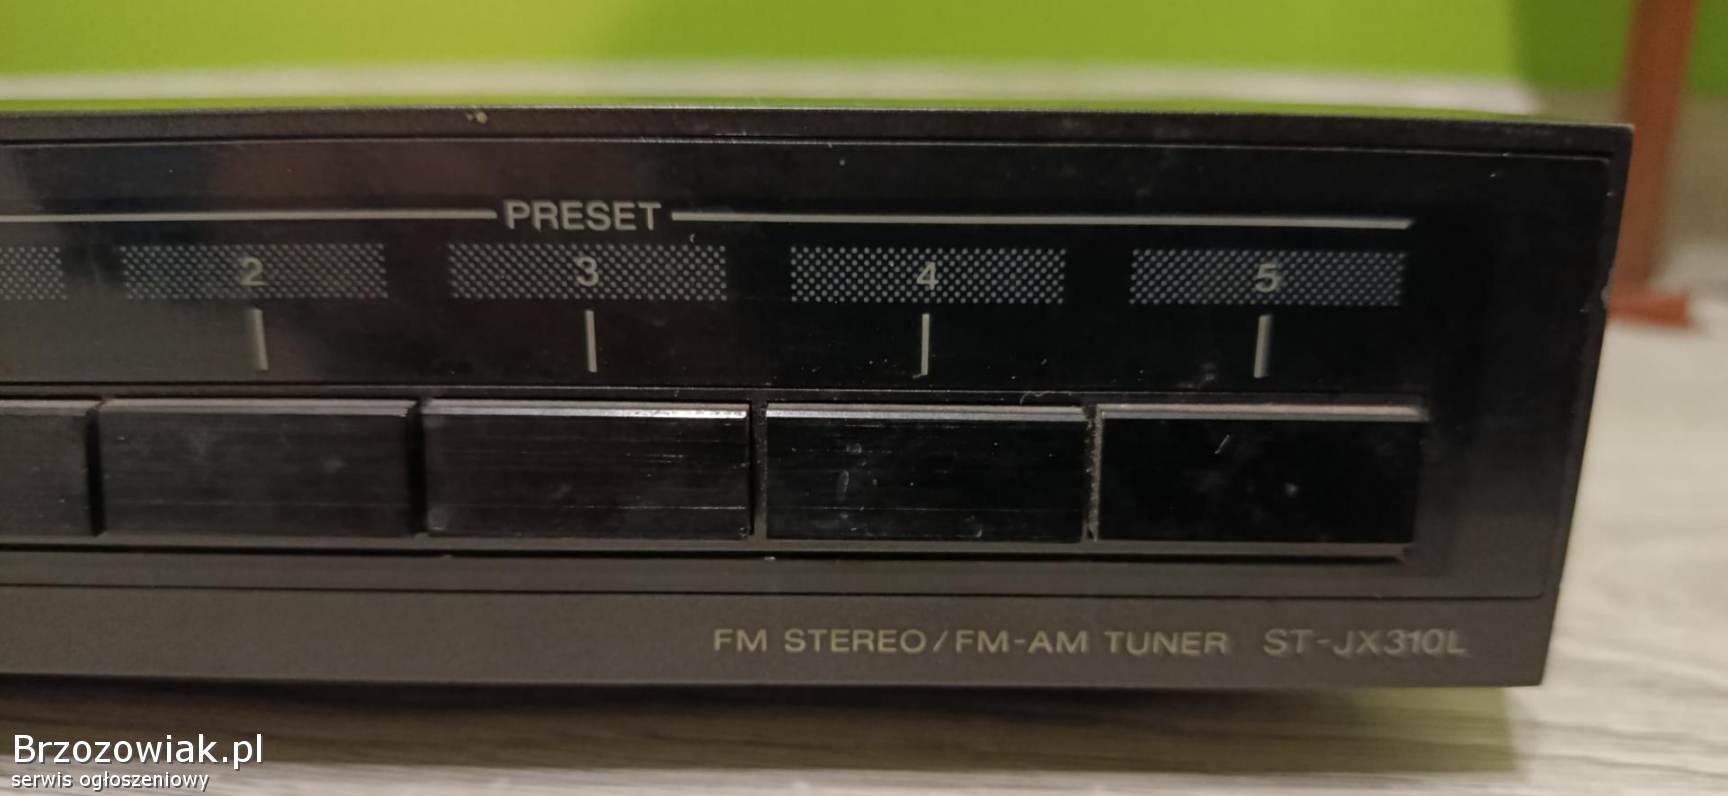 PRESET
2 3 4 5
FM STEREO/FM-AM TUNER ST-JX310L
Brzozowiak.pl
serwis ogłoszeniowy